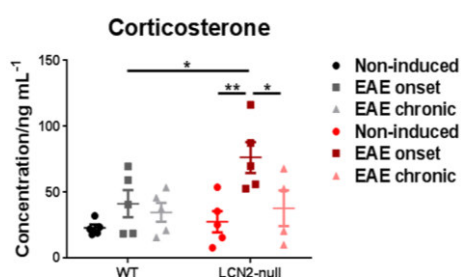 Corticosterone
Concentration/ng mL-1
150
100
50
0
*
**
*
WT
LCN2-null
Non-induced
EAE onset
EAE chronic
Non-induced
EAE onset
EAE chronic